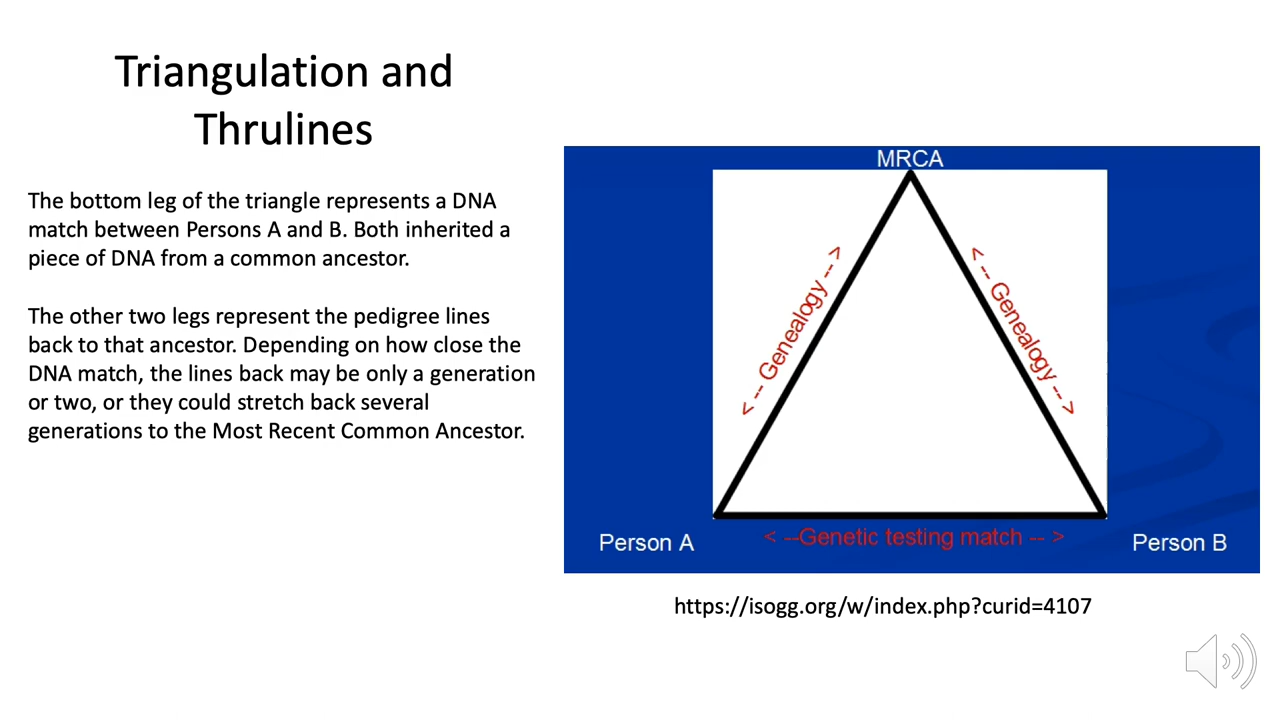 Triangulation and
Thrulines
The bottom leg of the triangle represents a DNA
match between Persons A and B. Both inherited a
piece of DNA from a common ancestor.
The other two legs represent the pedigree lines
back to that ancestor. Depending on how close the
DNA match, the lines back may be only a generation
or two, or they could stretch back several
generations to the Most Recent Common Ancestor.
MRCA
< -- Genealogy -- >
< -- Genealogy -- >
Person A
< --Genetic testing match -- >
Person B
https://isogg.org/w/index.php?curid=4107